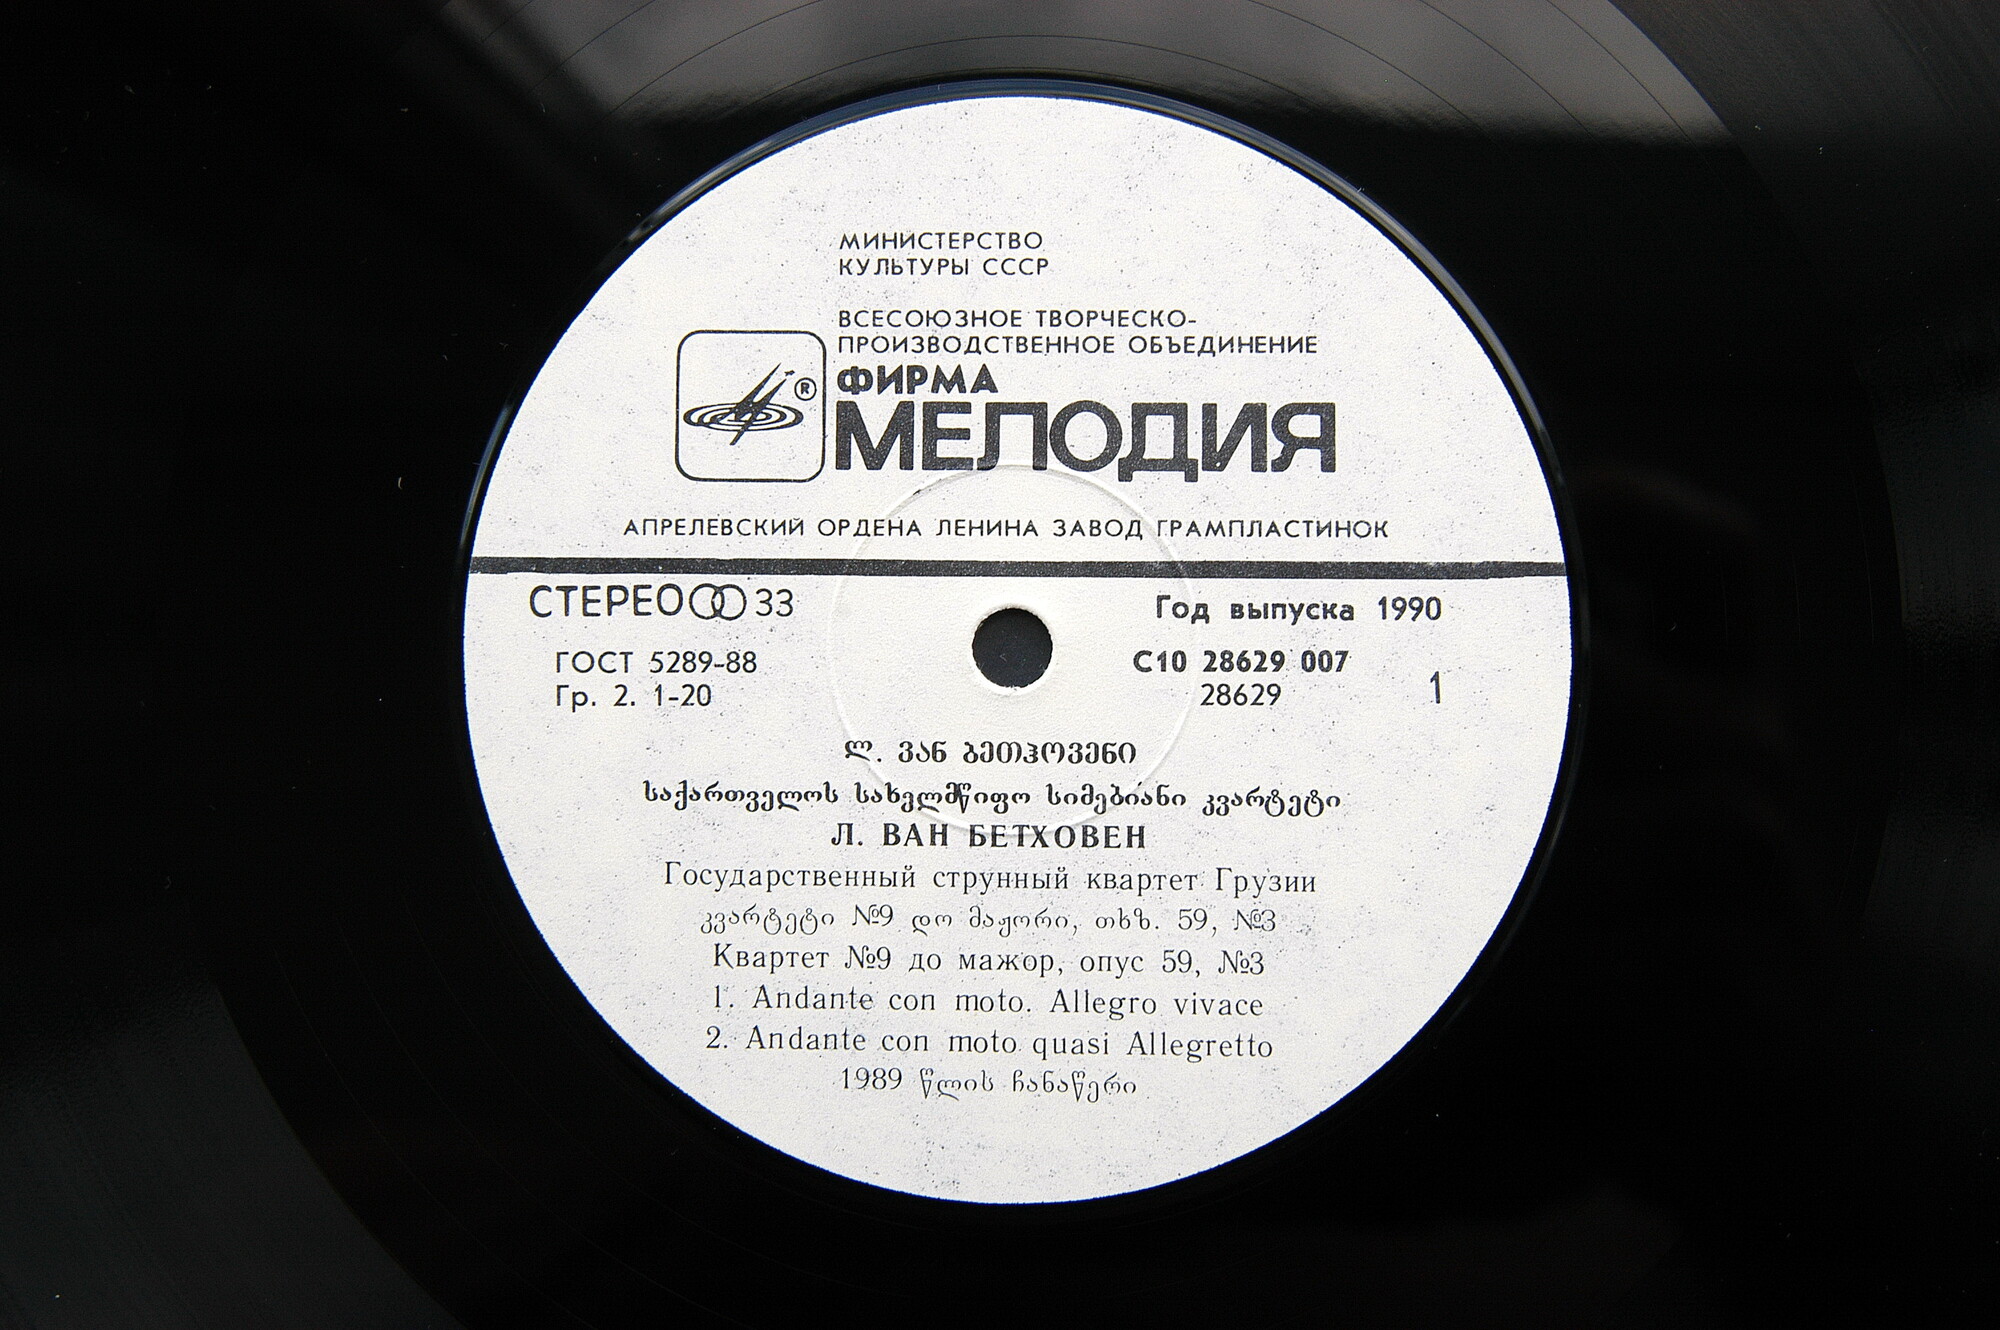 МИНИСТЕРСТВО
КУЛЬТУРЫ СССР
ВСЕСОЮЗНОЕ ТВОРЧЕСКО-
ПРОИЗВОДСТВЕННОЕ ОБЪЕДИНЕНИЕ
ФИРМА
®
МЕЛОДИЯ
АПРЕЛЕВСКИЙ ОРДЕНА ЛЕНИНА ЗАВОД ГРАМПЛАСТИНОК
СТЕРЕО 33
Год выпуска 1990
ГОСТ 5289-88
С10 28629 007
Гр. 2. 1-20
28629
1
ლ. ვან ბეთჰოვენი
საქართველოს სახელმწიფო სიმებიანი კვარტეტი
Л. ВАН БЕТХОВЕН
Государственный струнный квартет Грузии
კვარტეტი №9 დო მაჟორი, თხზ. 59, №3
Квартет №9 до мажор, опус 59, №3
1. Andante con moto. Allegro vivace
2. Andante con moto quasi Allegretto
1989 წლის ჩანაწერი